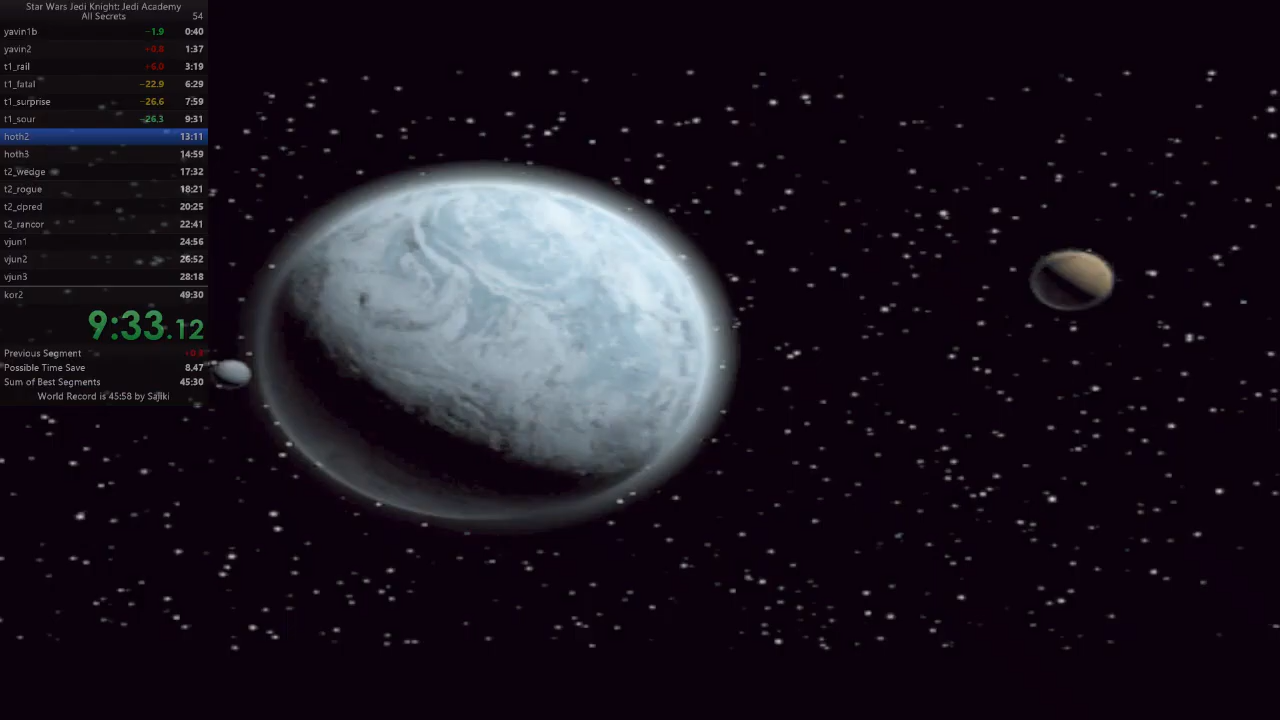 Star Wars Jedi Knight: Jedi Academy
All Secrets 54
yavin1b −1.9 0:40
yavin2 +0.8 1:37
t1_rail +6.0 3:19
t1_fatal −22.9 6:29
t1_surprise −26.6 7:59
t1_sour −26.3 9:31
hoth2 13:11
hoth3 14:59
t2_wedge 17:32
t2_rogue 18:21
t2_dpred 20:25
t2_rancor 22:41
vjun1 24:56
vjun2 26:52
vjun3 28:18
kor2 49:30
9:33.12
Previous Segment
Possible Time Save 8.47
Sum of Best Segments 45:30
World Record is 45:58 by Sajiki